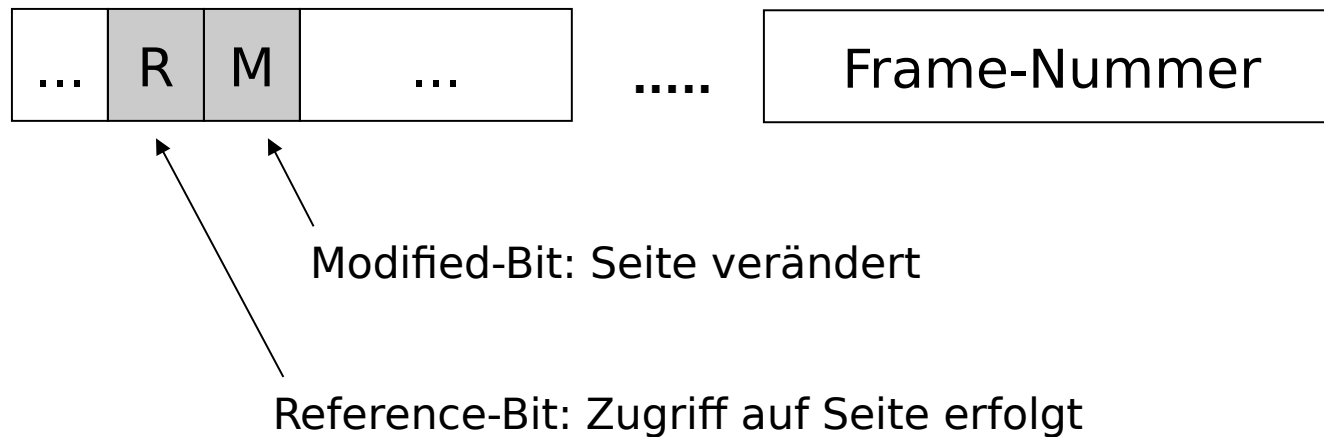 ... R M ... ..... Frame-Nummer
Modified-Bit: Seite verändert
Reference-Bit: Zugriff auf Seite erfolgt